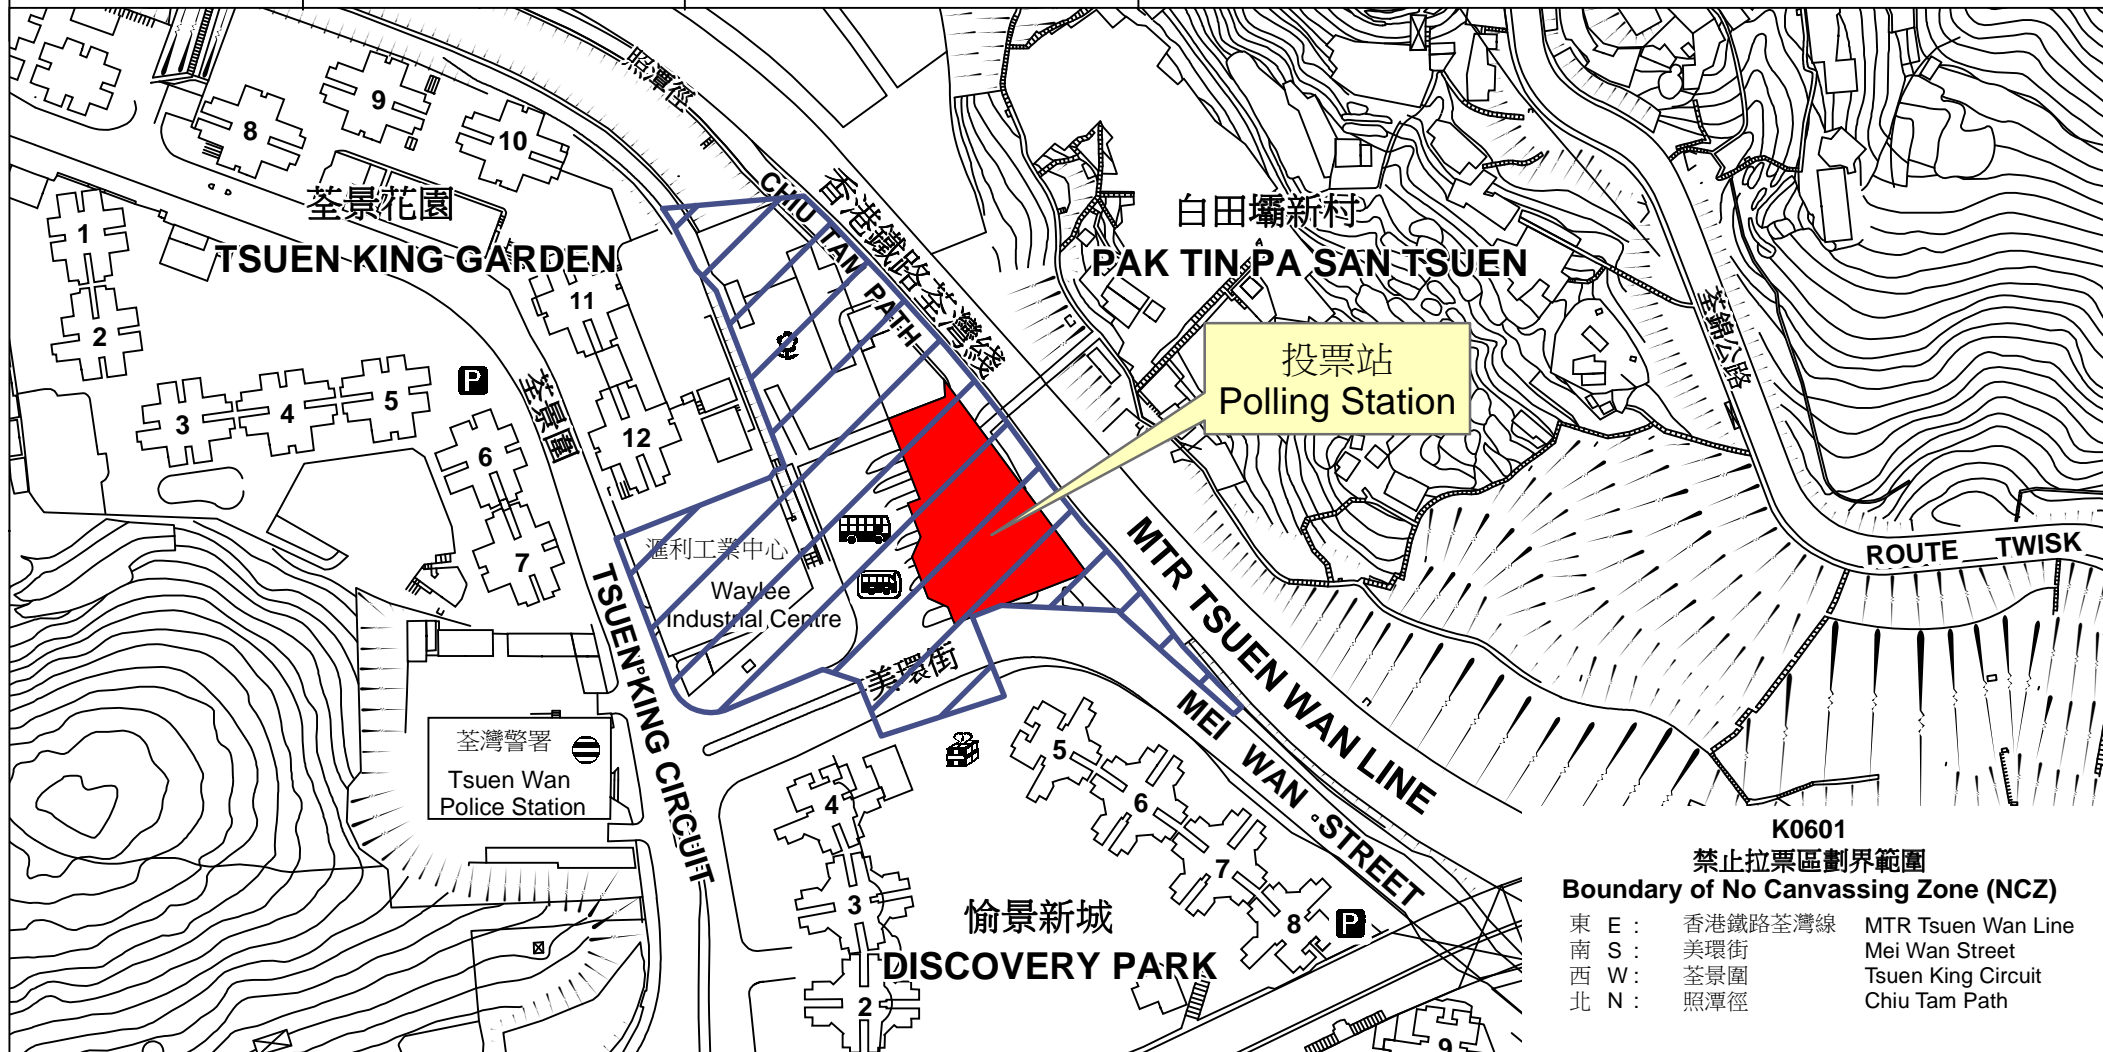 照潭徑
9
8
10
CHU TAM PATH
香港鐵路荃灣綫
荃景花園
TSUEN KING GARDEN
白田壩新村
PAK TIN PA SAN TSUEN
1
11
2
荃錦公路
投票站
Polling Station
P
荃景圍
5
3
4
12
6
7
滙利工業中心
Waylee
Industrial Centre
ROUTE TWISK
MTR TSUEN WAN LINE
TSUEN KING CIRCUIT
美環街
MEI WAN STREET
荃灣警署
Tsuen Wan
Police Station
5
4
6
7
3
8
P
愉景新城
DISCOVERY PARK
2
9
K0601
禁止拉票區劃界範圍
Boundary of No Canvassing Zone (NCZ)
東 E : 香港鐵路荃灣線 MTR Tsuen Wan Line
南 S : 美環街 Mei Wan Street
西 W : 荃景圍 Tsuen King Circuit
北 N : 照潭徑 Chiu Tam Path